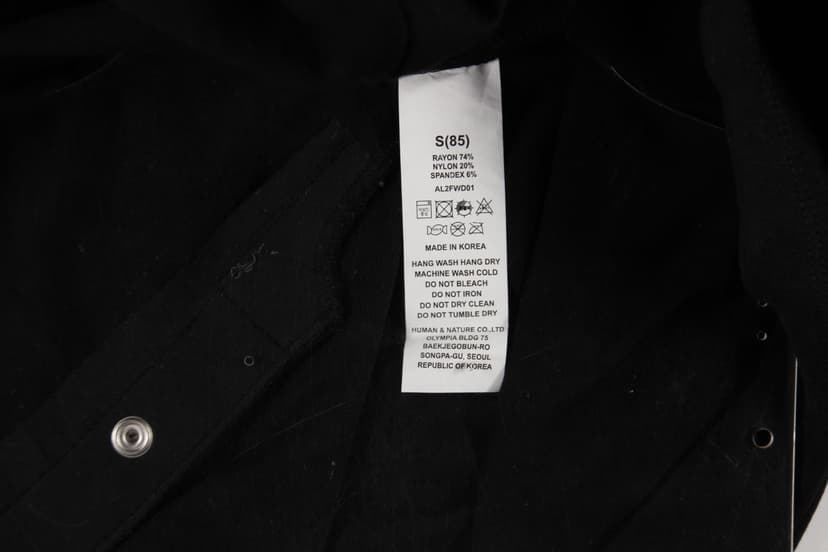 S(85)
RAYON 74%
NYLON 20%
SPANDEX 6%
AL2FWD01
MADE IN KOREA
HANG WASH HANG DRY
MACHINE WASH COLD
DO NOT BLEACH
DO NOT IRON
DO NOT DRY CLEAN
DO NOT TUMBLE DRY
HUMAN & NATURE CO.,LTD
OLYMPIA BLDG 75
BAEKJEGOBUN-RO
SONGPA-GU, SEOUL
REPUBLIC OF KOREA